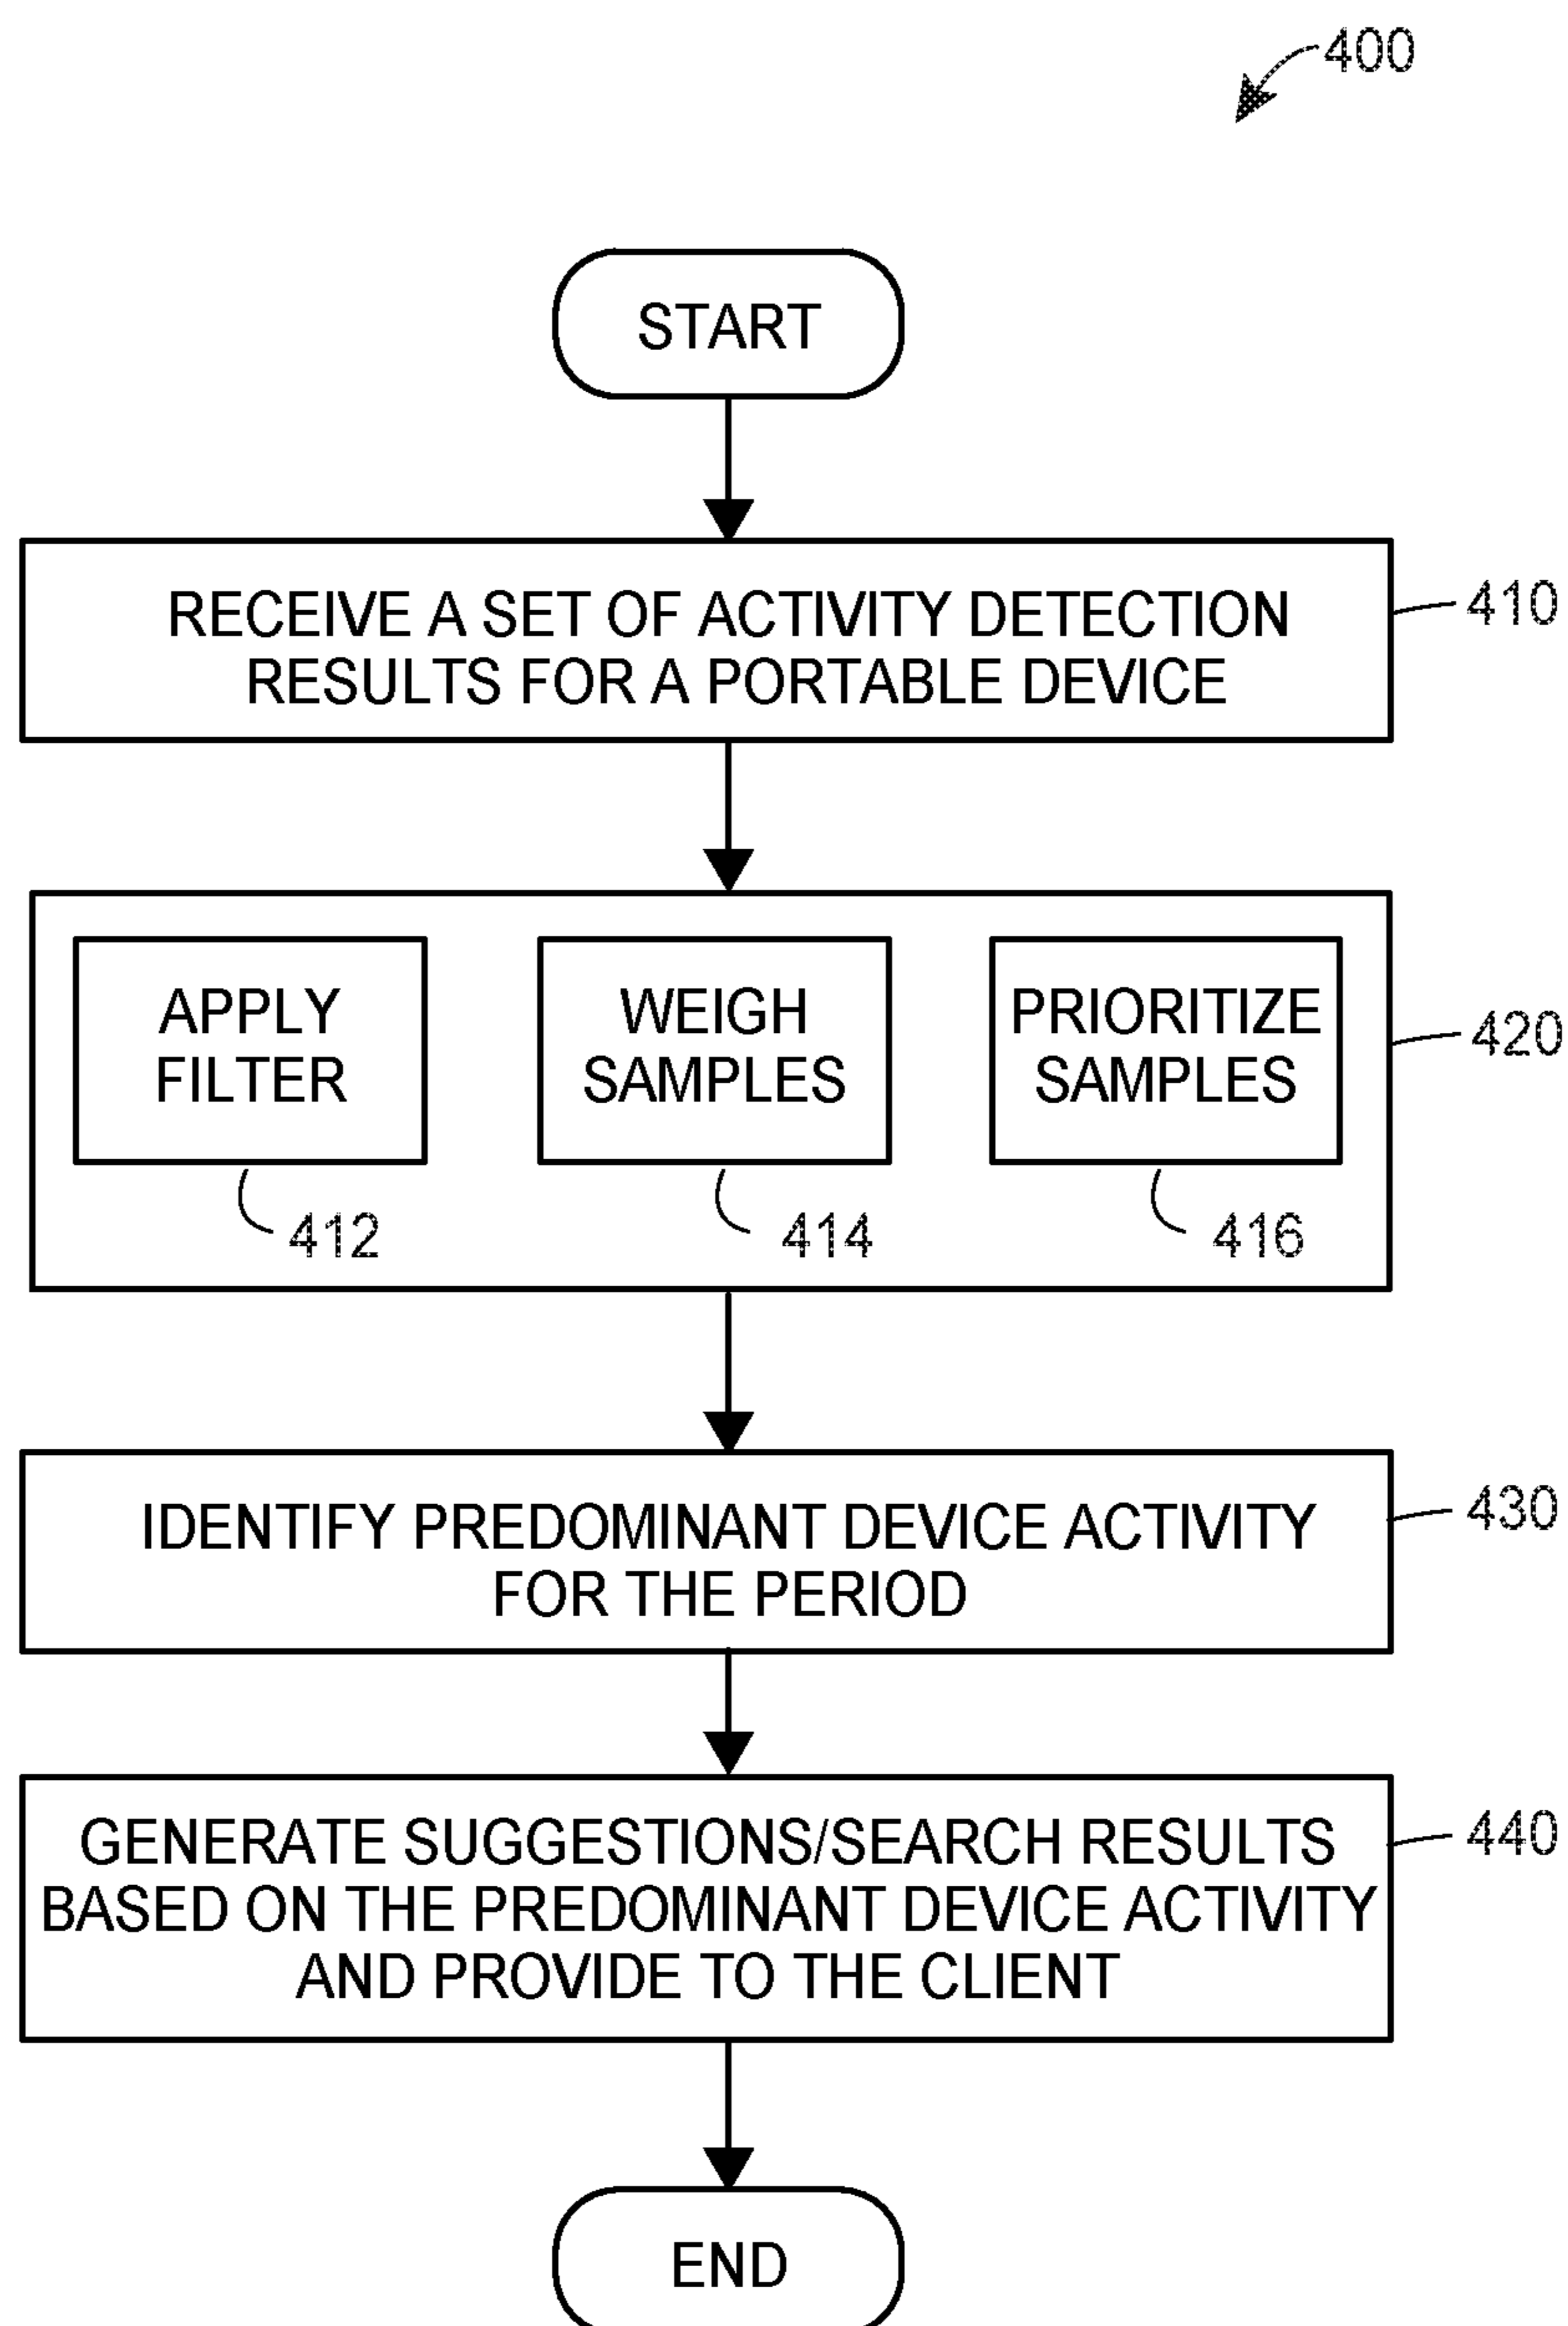 400
START
RECEIVE A SET OF ACTIVITY DETECTION
RESULTS FOR A PORTABLE DEVICE
410
APPLY
FILTER
412
WEIGH
SAMPLES
414
PRIORITIZE
SAMPLES
416
420
IDENTIFY PREDOMINANT DEVICE ACTIVITY
FOR THE PERIOD
430
GENERATE SUGGESTIONS/SEARCH RESULTS
BASED ON THE PREDOMINANT DEVICE ACTIVITY
AND PROVIDE TO THE CLIENT
440
END